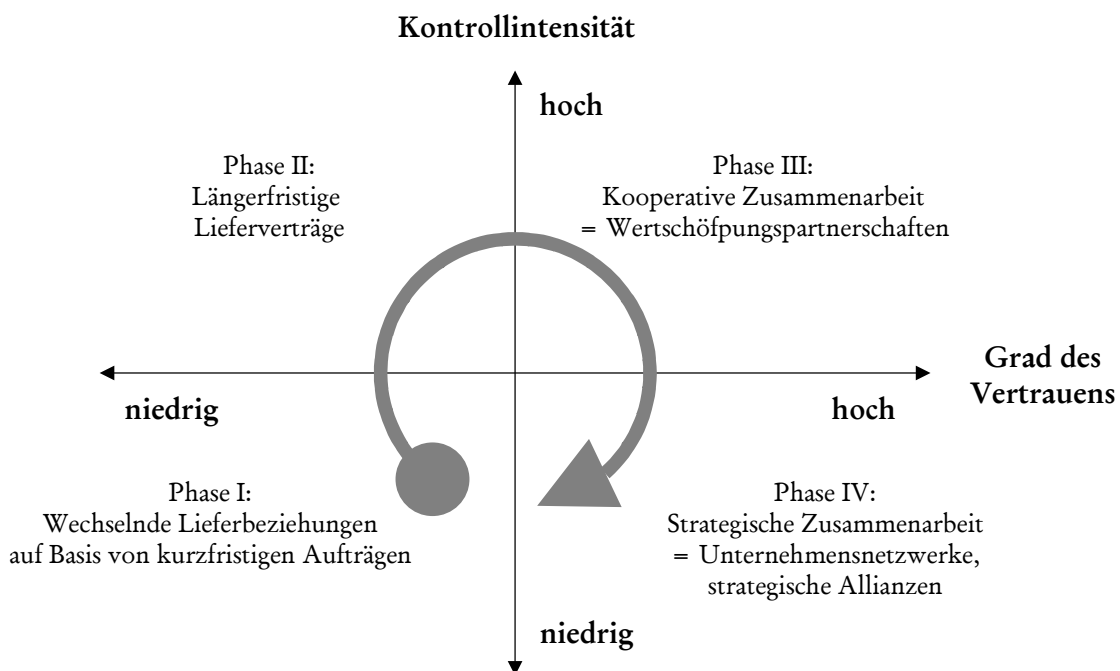 Kontrollintensität
hoch
Phase II:
Längerfristige
Lieferverträge
Phase III:
Kooperative Zusammenarbeit
= Wertschöfpungspartnerschaften
Grad des
Vertrauens
niedrig
hoch
Phase I:
Wechselnde Lieferbeziehungen
auf Basis von kurzfristigen Aufträgen
Phase IV:
Strategische Zusammenarbeit
= Unternehmensnetzwerke,
strategische Allianzen
niedrig